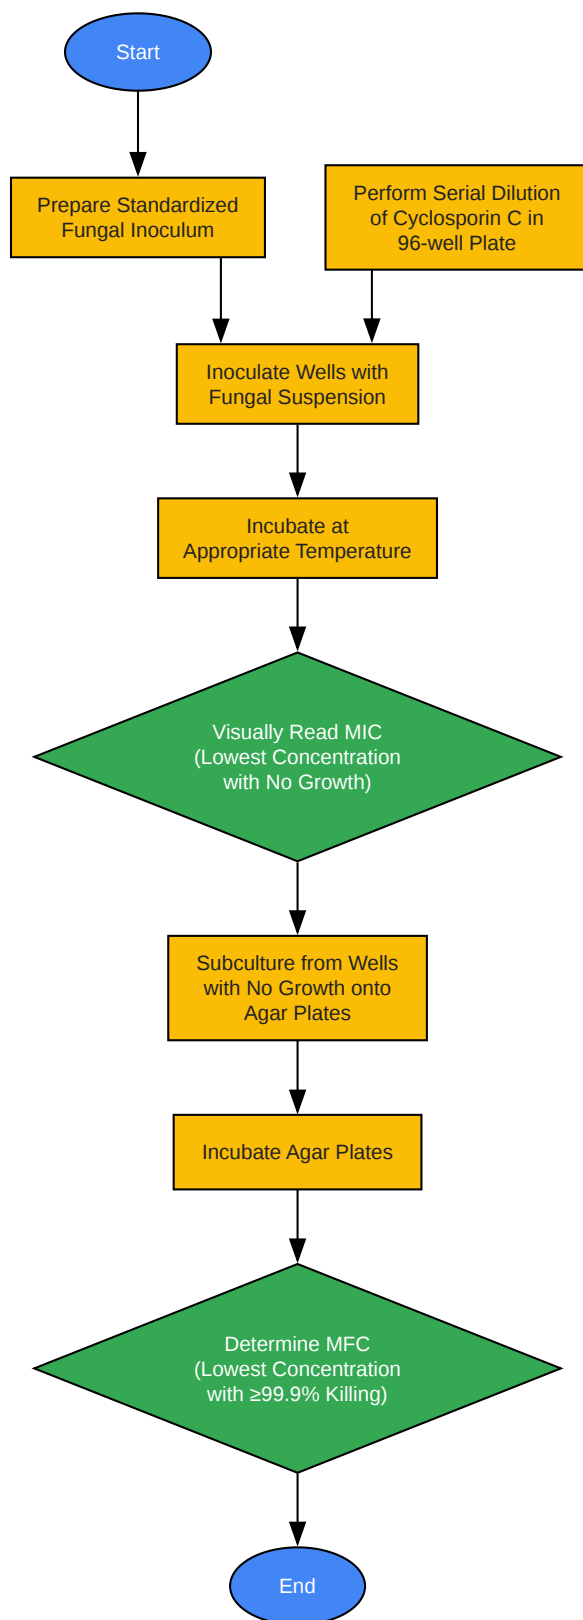 Start
Prepare Standardized
Fungal Inoculum
Perform Serial Dilution
of Cyclosporin C in
96-well Plate
Inoculate Wells with
Fungal Suspension
Incubate at
Appropriate Temperature
Visually Read MIC
(Lowest Concentration
with No Growth)
Subculture from Wells
with No Growth onto
Agar Plates
Incubate Agar Plates
Determine MFC
(Lowest Concentration
with ≥99.9% Killing)
End